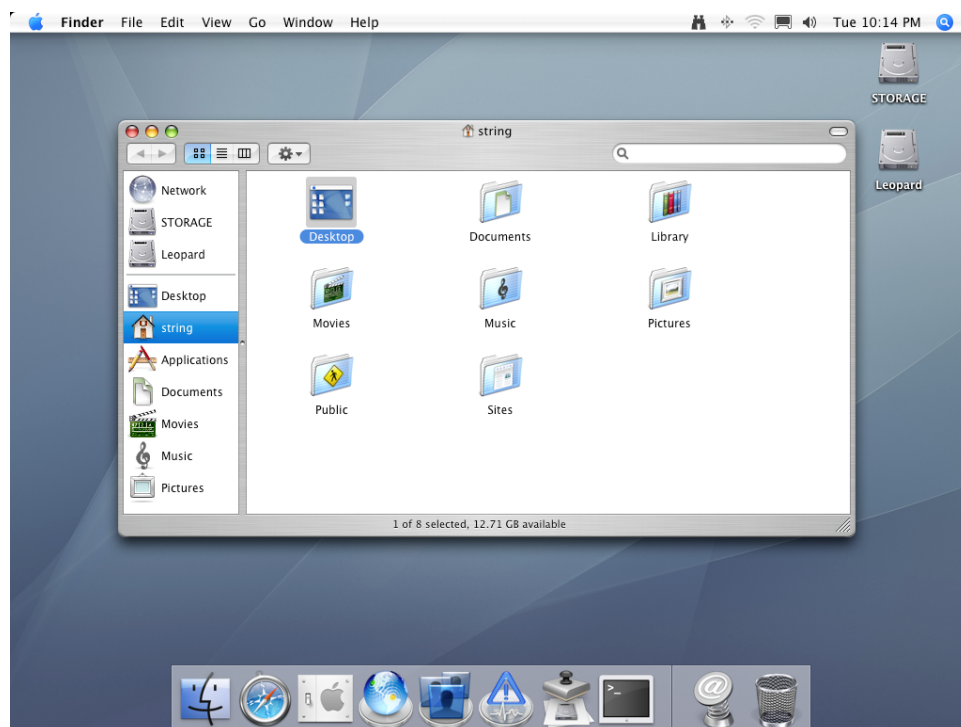 Finder File Edit View Go Window Help Tue 10:14 PM
STORAGE
Leopard
string
Network
STORAGE
Leopard
Desktop
string
Applications
Documents
Movies
Music
Pictures
Desktop Documents Library
Movies Music Pictures
Public Sites
1 of 8 selected, 12.71 GB available